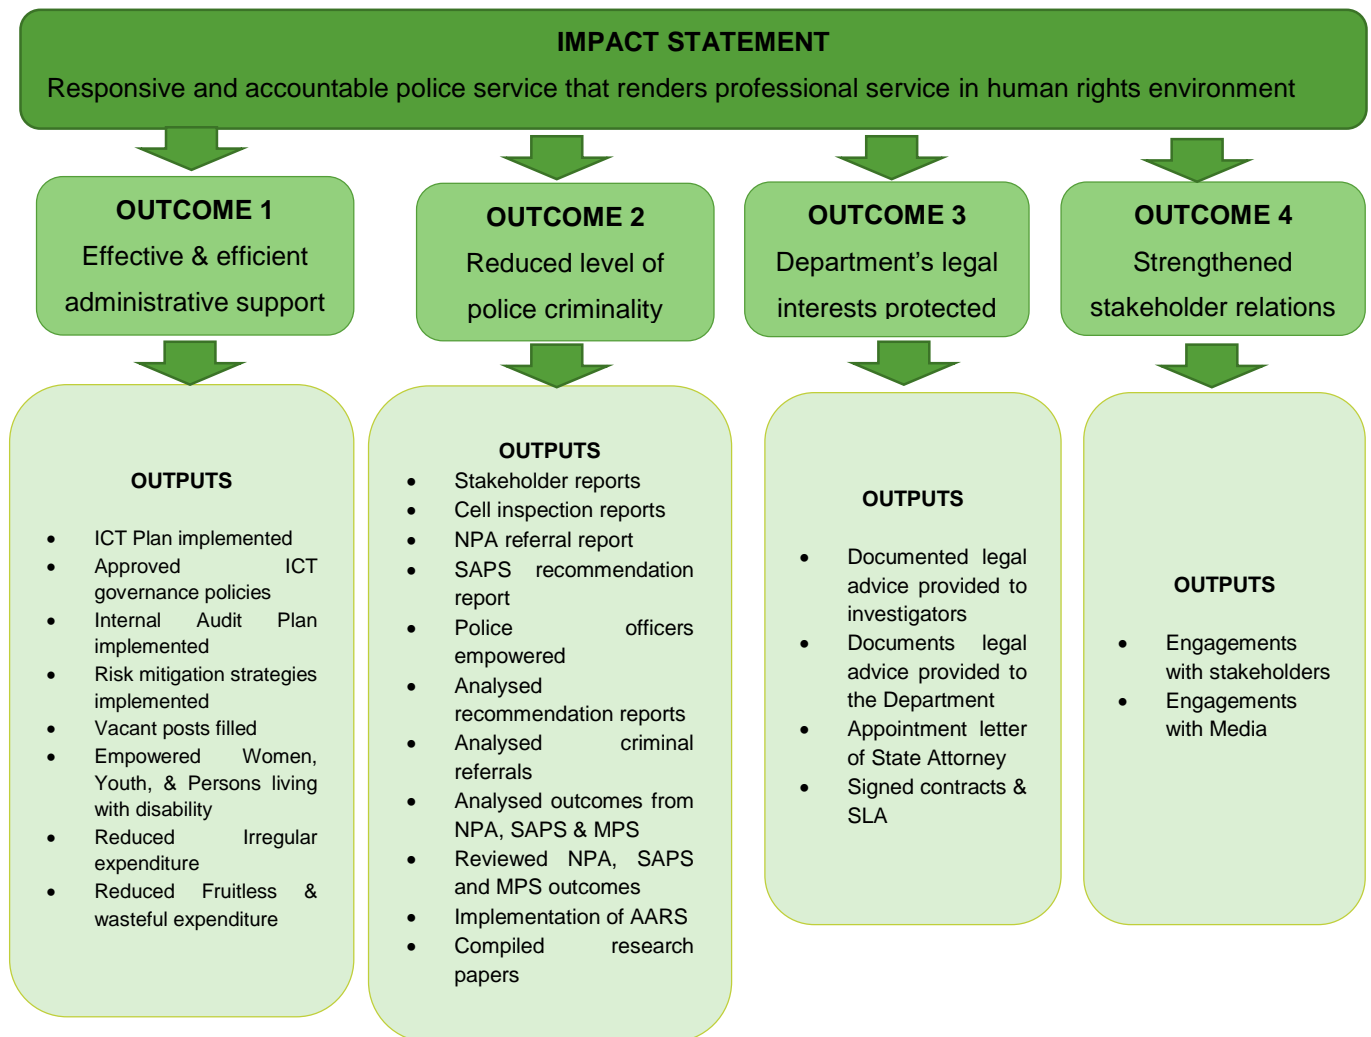 IMPACT STATEMENT
Responsive and accountable police service that renders professional service in human rights environment
OUTCOME 1
Effective & efficient
administrative support
OUTCOME 2
Reduced level of
police criminality
OUTCOME 3
Department's legal
interests protected
OUTCOME 4
Strengthened
stakeholder relations
OUTPUTS
• ICT Plan implemented
• Approved ICT
governance policies
• Internal Audit Plan
implemented
• Risk mitigation strategies
implemented
• Vacant posts filled
• Empowered Women,
Youth, & Persons living
with disability
• Reduced Irregular
expenditure
• Reduced Fruitless &
wasteful expenditure
OUTPUTS
• Stakeholder reports
• Cell inspection reports
• NPA referral report
• SAPS recommendation
report
• Police officers
empowered
• Analysed
recommendation reports
• Analysed criminal
referrals
• Analysed outcomes from
NPA, SAPS & MPS
• Reviewed NPA, SAPS
and MPS outcomes
• Implementation of AARS
• Compiled research
papers
OUTPUTS
• Documented legal
advice provided to
investigators
• Documents legal
advice provided to
the Department
• Appointment letter
of State Attorney
• Signed contracts &
SLA
OUTPUTS
• Engagements
with stakeholders
• Engagements
with Media